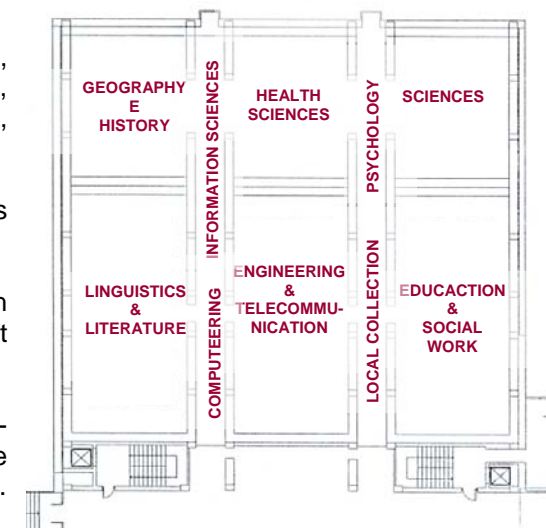 ,
,
,
s
n
t
-
e
.
GEOGRAPHY
E
HISTORY
INFORMATION SCIENCES
HEALTH
SCIENCES
PSYCHOLOGY
SCIENCES
LINGUISTICS
&
LITERATURE
COMPUTEERING
ENGINEERING
&
TELECOMMU-
NICATION
LOCAL COLLECTION
EDUCACTION
&
SOCIAL
WORK